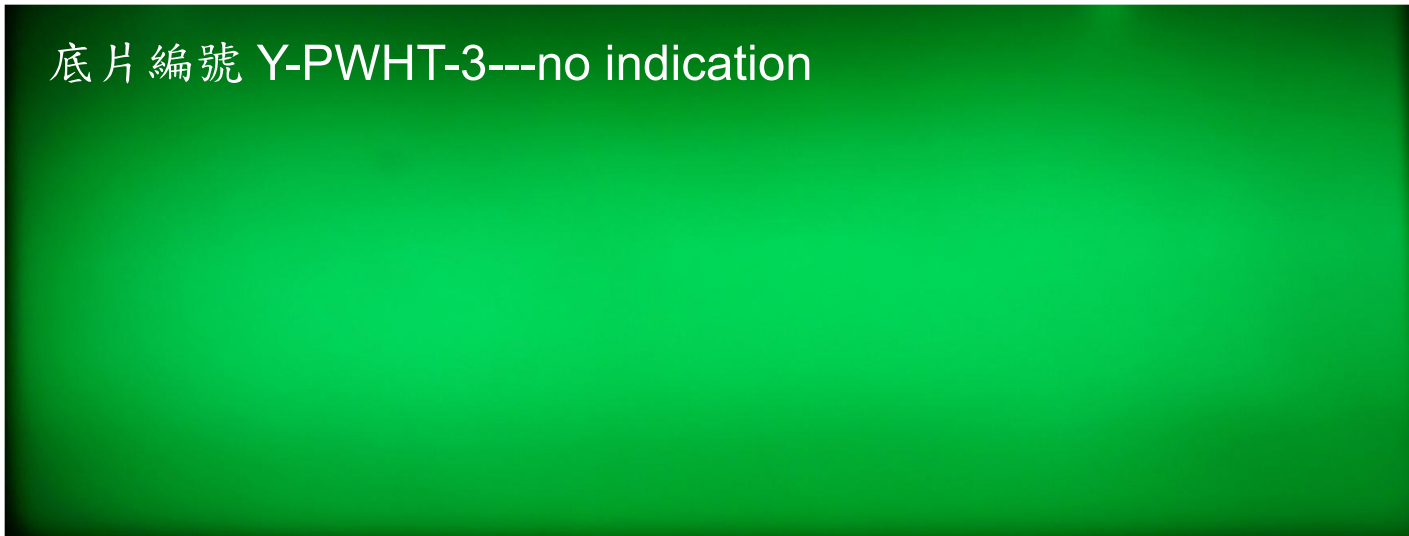 底片編號 Y-PWHT-3---no indication